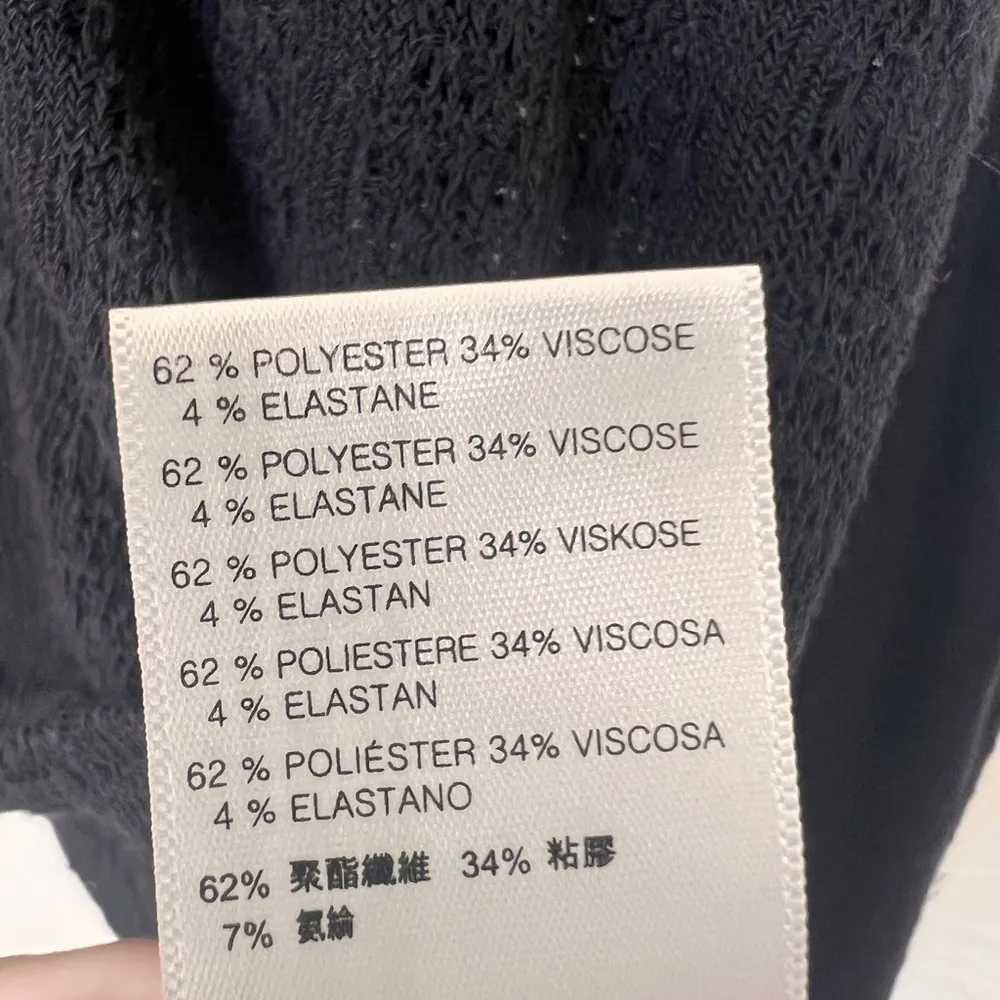 62 % POLYESTER 34% VISCOSE
4 % ELASTANE
62 % POLYESTER 34% VISCOSE
4 % ELASTANE
62 % POLYESTER 34% VISKOSE
4 % ELASTAN
62 % POLIESTERE 34% VISCOSA
4 % ELASTAN
62 % POLIÉSTER 34% VISCOSA
4 % ELASTANO
62% 聚酯纖維 34% 粘膠
7% 氨綸